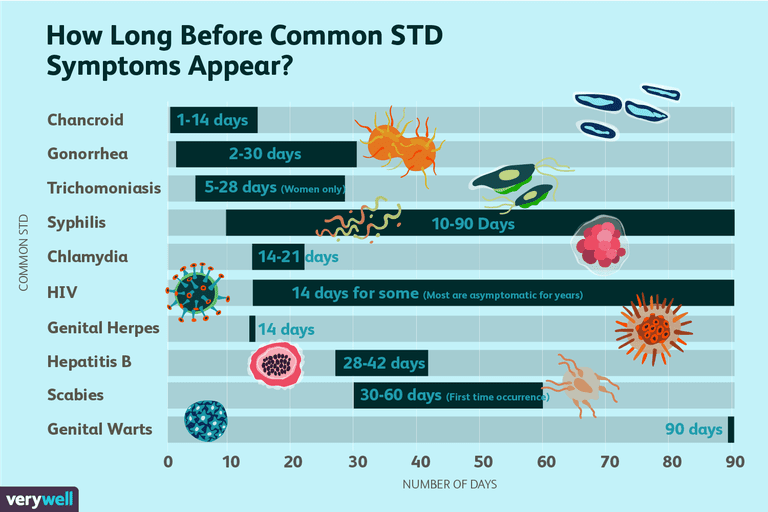 How Long Before Common STD
Symptoms Appear?
COMMON STD
Chancroid 1-14 days
Gonorrhea 2-30 days
Trichomoniasis 5-28 days (Women only)
Syphilis 10-90 Days
Chlamydia 14-21 days
HIV 14 days for some (Most are asymptomatic for years)
Genital Herpes 14 days
Hepatitis B 28-42 days
Scabies 30-60 days (First time occurrence)
Genital Warts 90 days
0 10 20 30 40 50 60 70 80 90
NUMBER OF DAYS
verywell